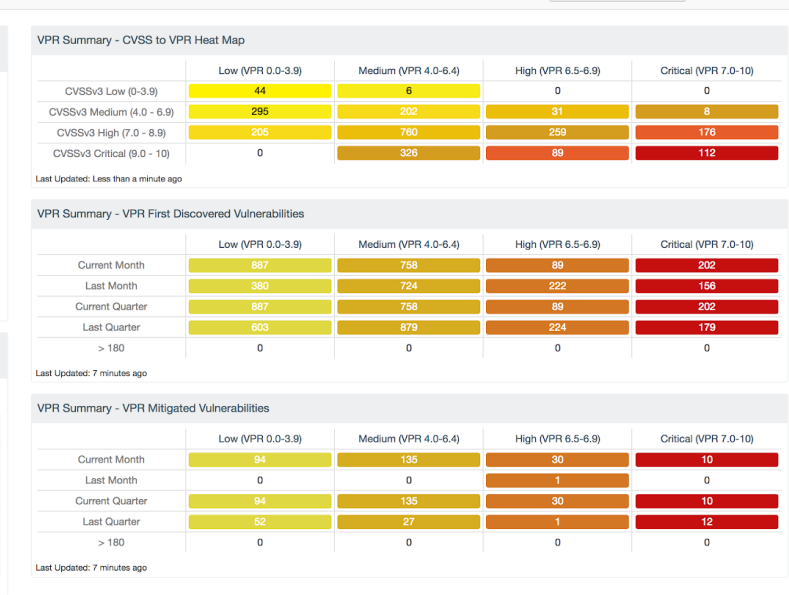 VPR Summary - CVSS to VPR Heat Map
Low (VPR 0.0-3.9) Medium (VPR 4.0-6.4) High (VPR 6.5-6.9) Critical (VPR 7.0-10)
CVSSv3 Low (0-3.9) 44 6 0 0
CVSSv3 Medium (4.0 - 6.9) 295 202 31 8
CVSSv3 High (7.0 - 8.9) 205 760 259 176
CVSSv3 Critical (9.0 - 10) 0 326 89 112
Last Updated: Less than a minute ago
VPR Summary - VPR First Discovered Vulnerabilities
Low (VPR 0.0-3.9) Medium (VPR 4.0-6.4) High (VPR 6.5-6.9) Critical (VPR 7.0-10)
Current Month 887 758 89 202
Last Month 380 724 222 156
Current Quarter 887 758 89 202
Last Quarter 603 879 224 179
> 180 0 0 0 0
Last Updated: 7 minutes ago
VPR Summary - VPR Mitigated Vulnerabilities
Low (VPR 0.0-3.9) Medium (VPR 4.0-6.4) High (VPR 6.5-6.9) Critical (VPR 7.0-10)
Current Month 94 135 30 10
Last Month 0 0 1 0
Current Quarter 94 135 30 10
Last Quarter 52 27 1 12
> 180 0 0 0 0
Last Updated: 7 minutes ago